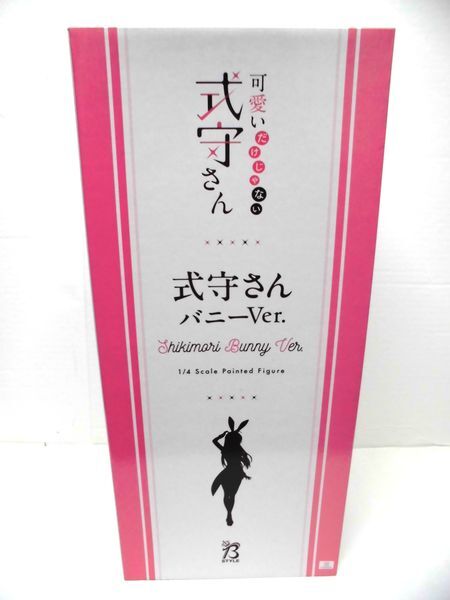 可愛いだけじゃない
式守さん
式守さん
バニーVer.
Shikimori Bunny Ver.
1/4 Scale Painted Figure
B
STYLE